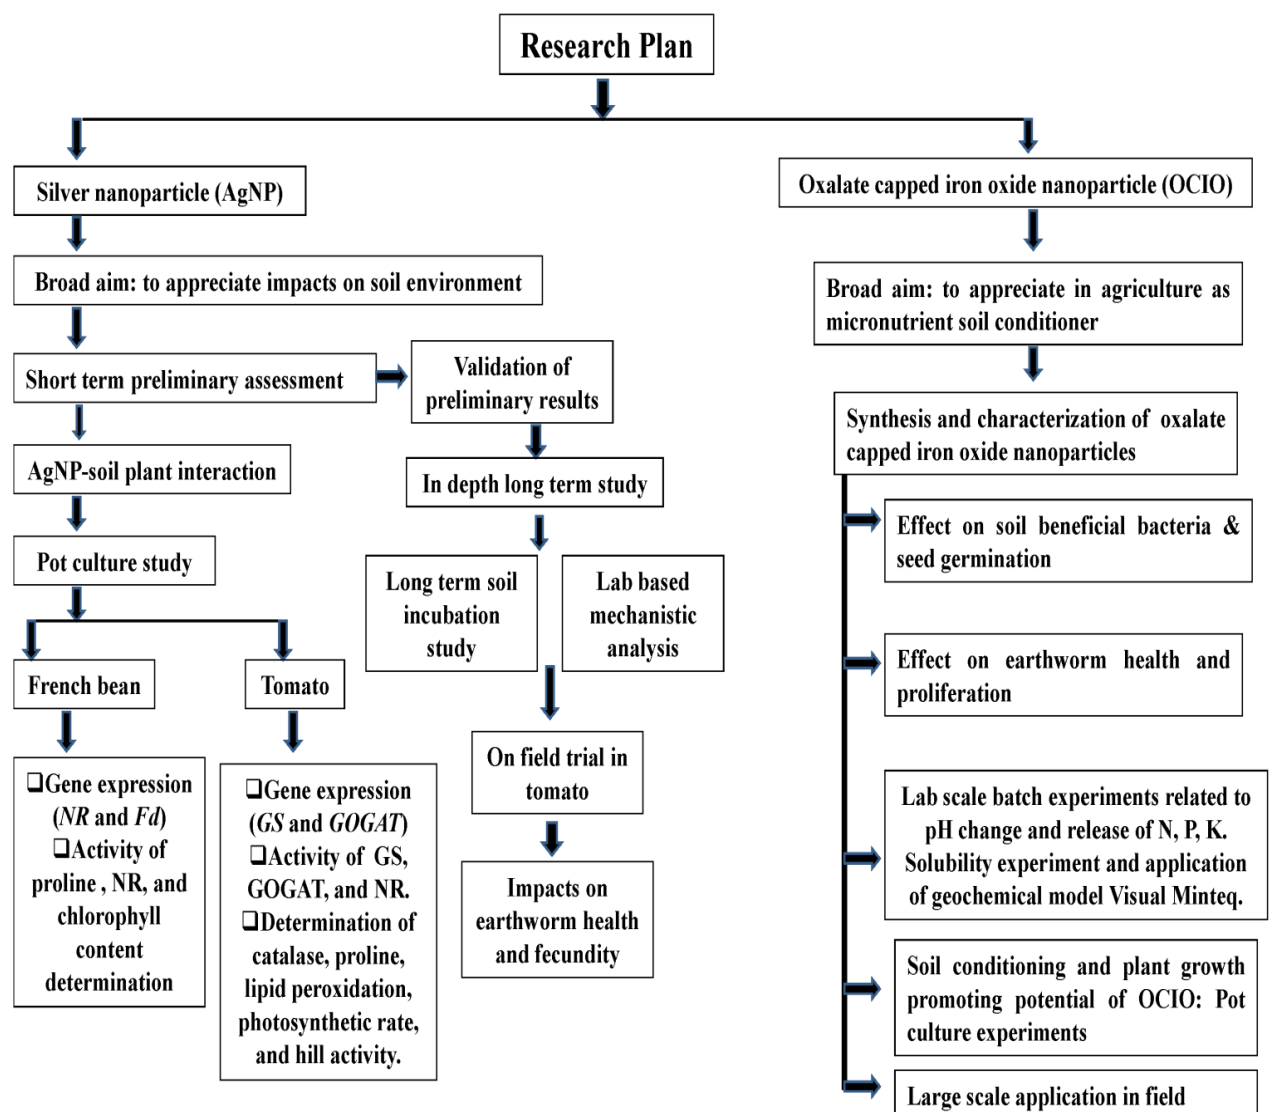 Research Plan
Silver nanoparticle (AgNP)
Broad aim: to appreciate impacts on soil environment
Short term preliminary assessment
AgNP-soil plant interaction
Pot culture study
French bean
❑Gene expression
(NR and Fd)
❑Activity of
proline , NR, and
chlorophyll
content
determination
Tomato
❑Gene expression
(GS and GOGAT)
❑Activity of GS,
GOGAT, and NR.
❑Determination of
catalase, proline,
lipid peroxidation,
photosynthetic rate,
and hill activity.
Validation of
preliminary results
In depth long term study
Long term soil
incubation
study
Lab based
mechanistic
analysis
On field trial in
tomato
Impacts on
earthworm health
and fecundity
Oxalate capped iron oxide nanoparticle (OCIO)
Broad aim: to appreciate in agriculture as
micronutrient soil conditioner
Synthesis and characterization of oxalate
capped iron oxide nanoparticles
Effect on soil beneficial bacteria &
seed germination
Effect on earthworm health and
proliferation
Lab scale batch experiments related to
pH change and release of N, P, K.
Solubility experiment and application
of geochemical model Visual Minteq.
Soil conditioning and plant growth
promoting potential of OCIO: Pot
culture experiments
Large scale application in field